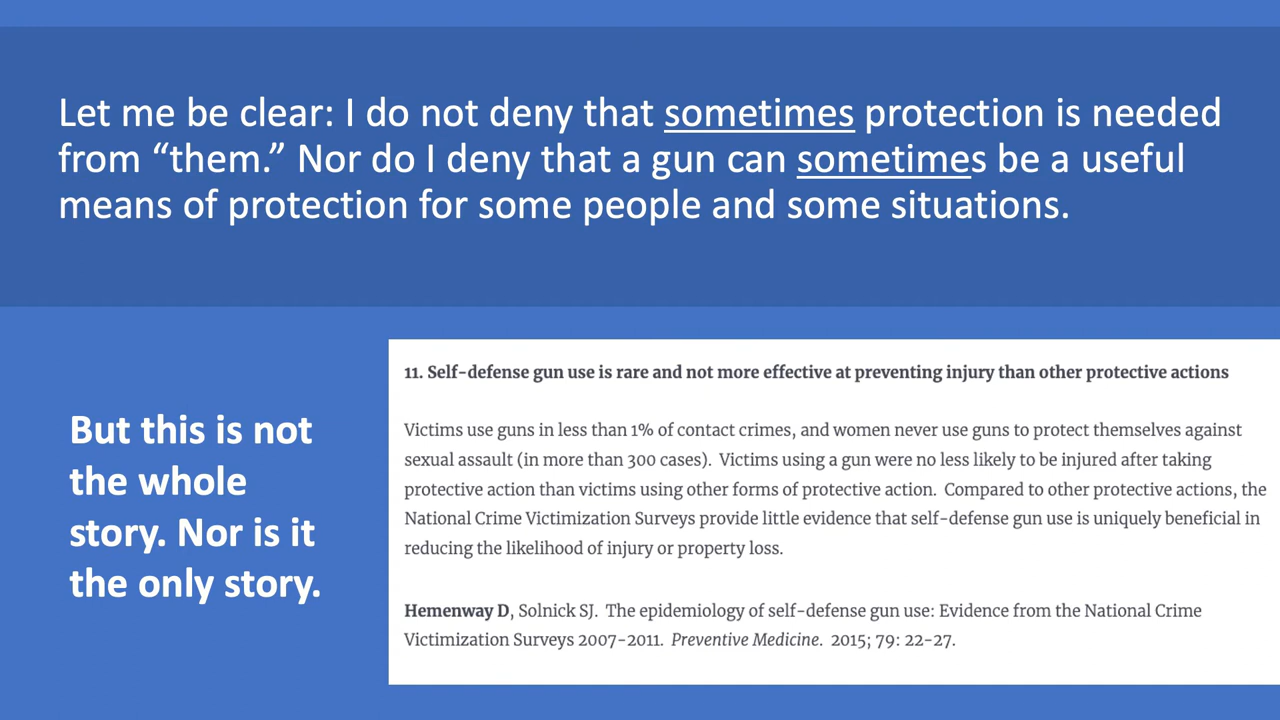 Let me be clear: I do not deny that sometimes protection is needed
from “them.” Nor do I deny that a gun can sometimes be a useful
means of protection for some people and some situations.
But this is not
the whole
story. Nor is it
the only story.
11. Self-defense gun use is rare and not more effective at preventing injury than other protective actions
Victims use guns in less than 1% of contact crimes, and women never use guns to protect themselves against
sexual assault (in more than 300 cases).  Victims using a gun were no less likely to be injured after taking
protective action than victims using other forms of protective action.  Compared to other protective actions, the
National Crime Victimization Surveys provide little evidence that self-defense gun use is uniquely beneficial in
reducing the likelihood of injury or property loss.
Hemenway D, Solnick SJ.  The epidemiology of self-defense gun use: Evidence from the National Crime
Victimization Surveys 2007-2011.  Preventive Medicine.  2015; 79: 22-27.